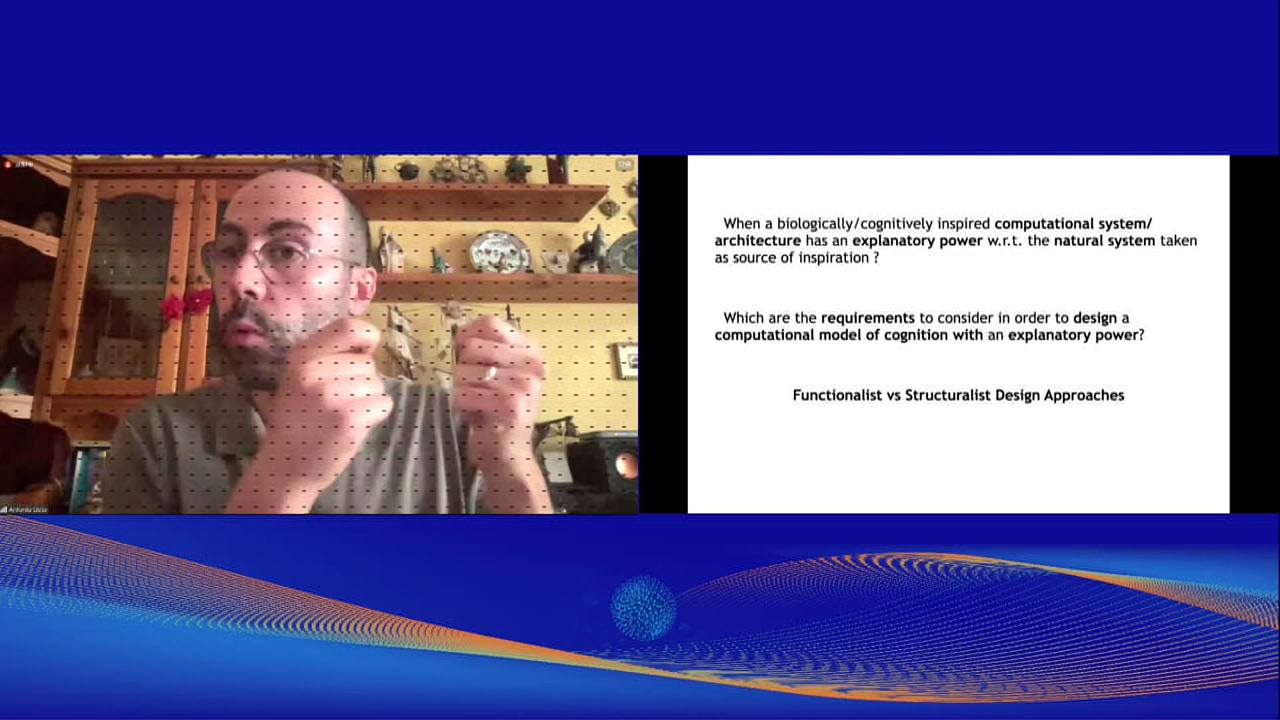 When a biologically/cognitively inspired computational system/
architecture has an explanatory power w.r.t. the natural system taken
as source of inspiration ?
Which are the requirements to consider in order to design a
computational model of cognition with an explanatory power?
Functionalist vs Structuralist Design Approaches